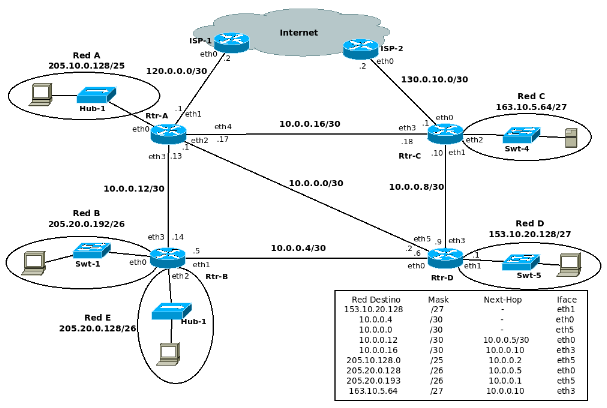 Internet
ISP-1
eth0
.2
ISP-2
eth0
.2
Red A
205.10.0.128/25
Hub-1
120.0.0.0/30
130.0.10.0/30
Red C
163.10.5.64/27
Rtr-A
.1
eth1
eth0
eth4
.17
eth2
.1
eth3
.13
10.0.0.16/30
eth3
.18
.1
eth0
eth2
Rtr-C
.10
eth1
Swt-4
10.0.0.12/30
10.0.0.0/30
10.0.0.8/30
Red B
205.20.0.192/26
Swt-1
eth3
.14
eth0
.5
eth1
eth2
Rtr-B
10.0.0.4/30
eth5
.2
.6
eth0
.9
eth3
.1
eth1
Rtr-D
Red D
153.10.20.128/27
Swt-5
Red E
205.20.0.128/26
Hub-1
Red Destino Mask Next-Hop Iface
153.10.20.128 /27 - eth1
10.0.0.4 /30 - eth0
10.0.0.0 /30 - eth5
10.0.0.12 /30 10.0.0.5/30 eth0
10.0.0.16 /30 10.0.0.10 eth3
205.10.128.0 /25 10.0.0.2 eth5
205.20.0.128 /26 10.0.0.5 eth0
205.20.0.193 /26 10.0.0.1 eth5
163.10.5.64 /27 10.0.0.10 eth3